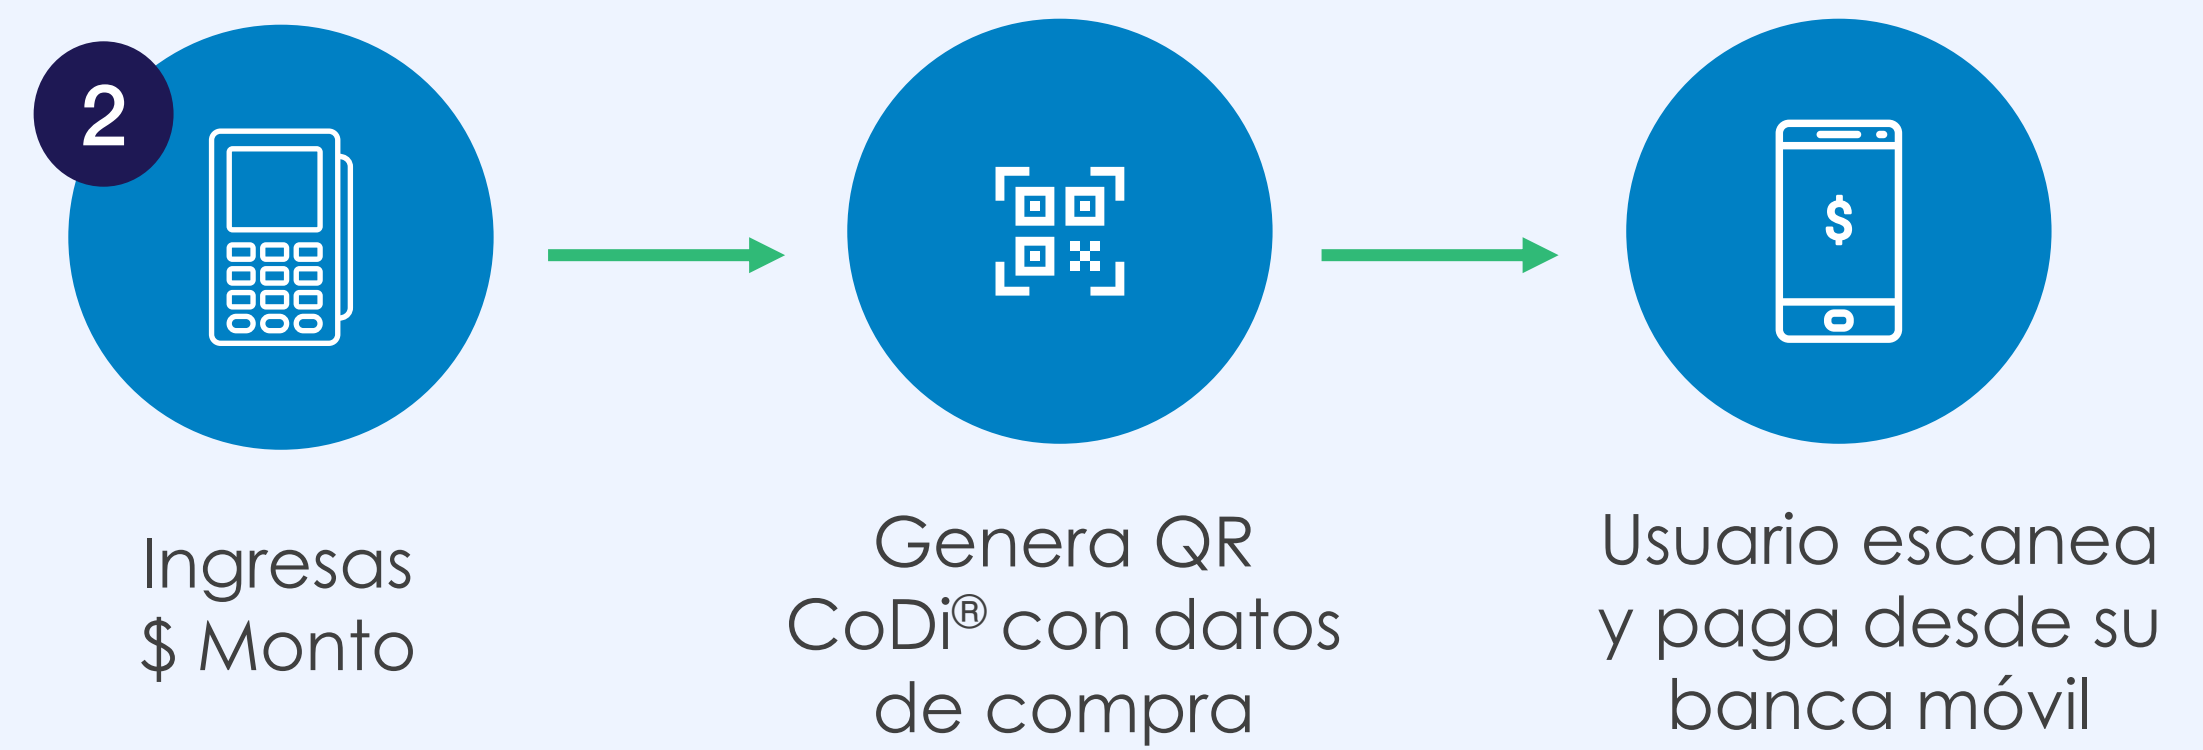 2
Ingresas
$ Monto
Genera QR
CoDi® con datos
de compra
$
Usuario escanea
y paga desde su
banca móvil